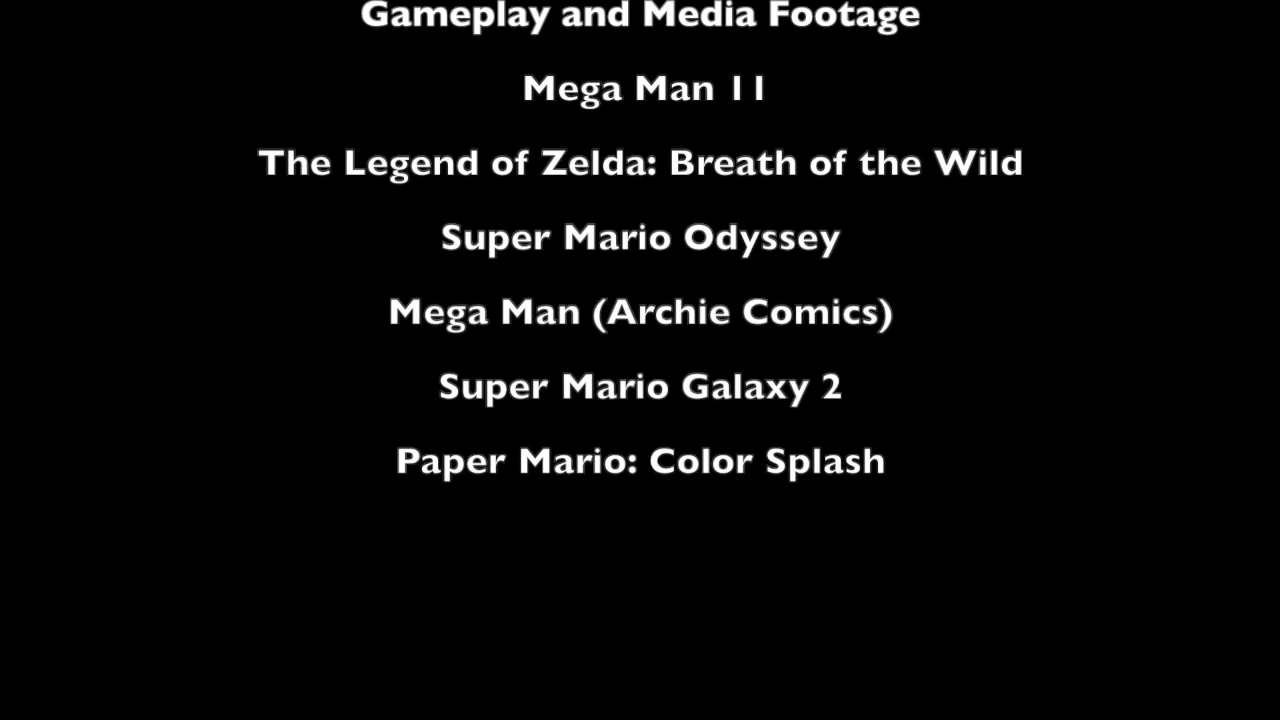 Gameplay and Media Footage
Mega Man 11
The Legend of Zelda: Breath of the Wild
Super Mario Odyssey
Mega Man (Archie Comics)
Super Mario Galaxy 2
Paper Mario: Color Splash